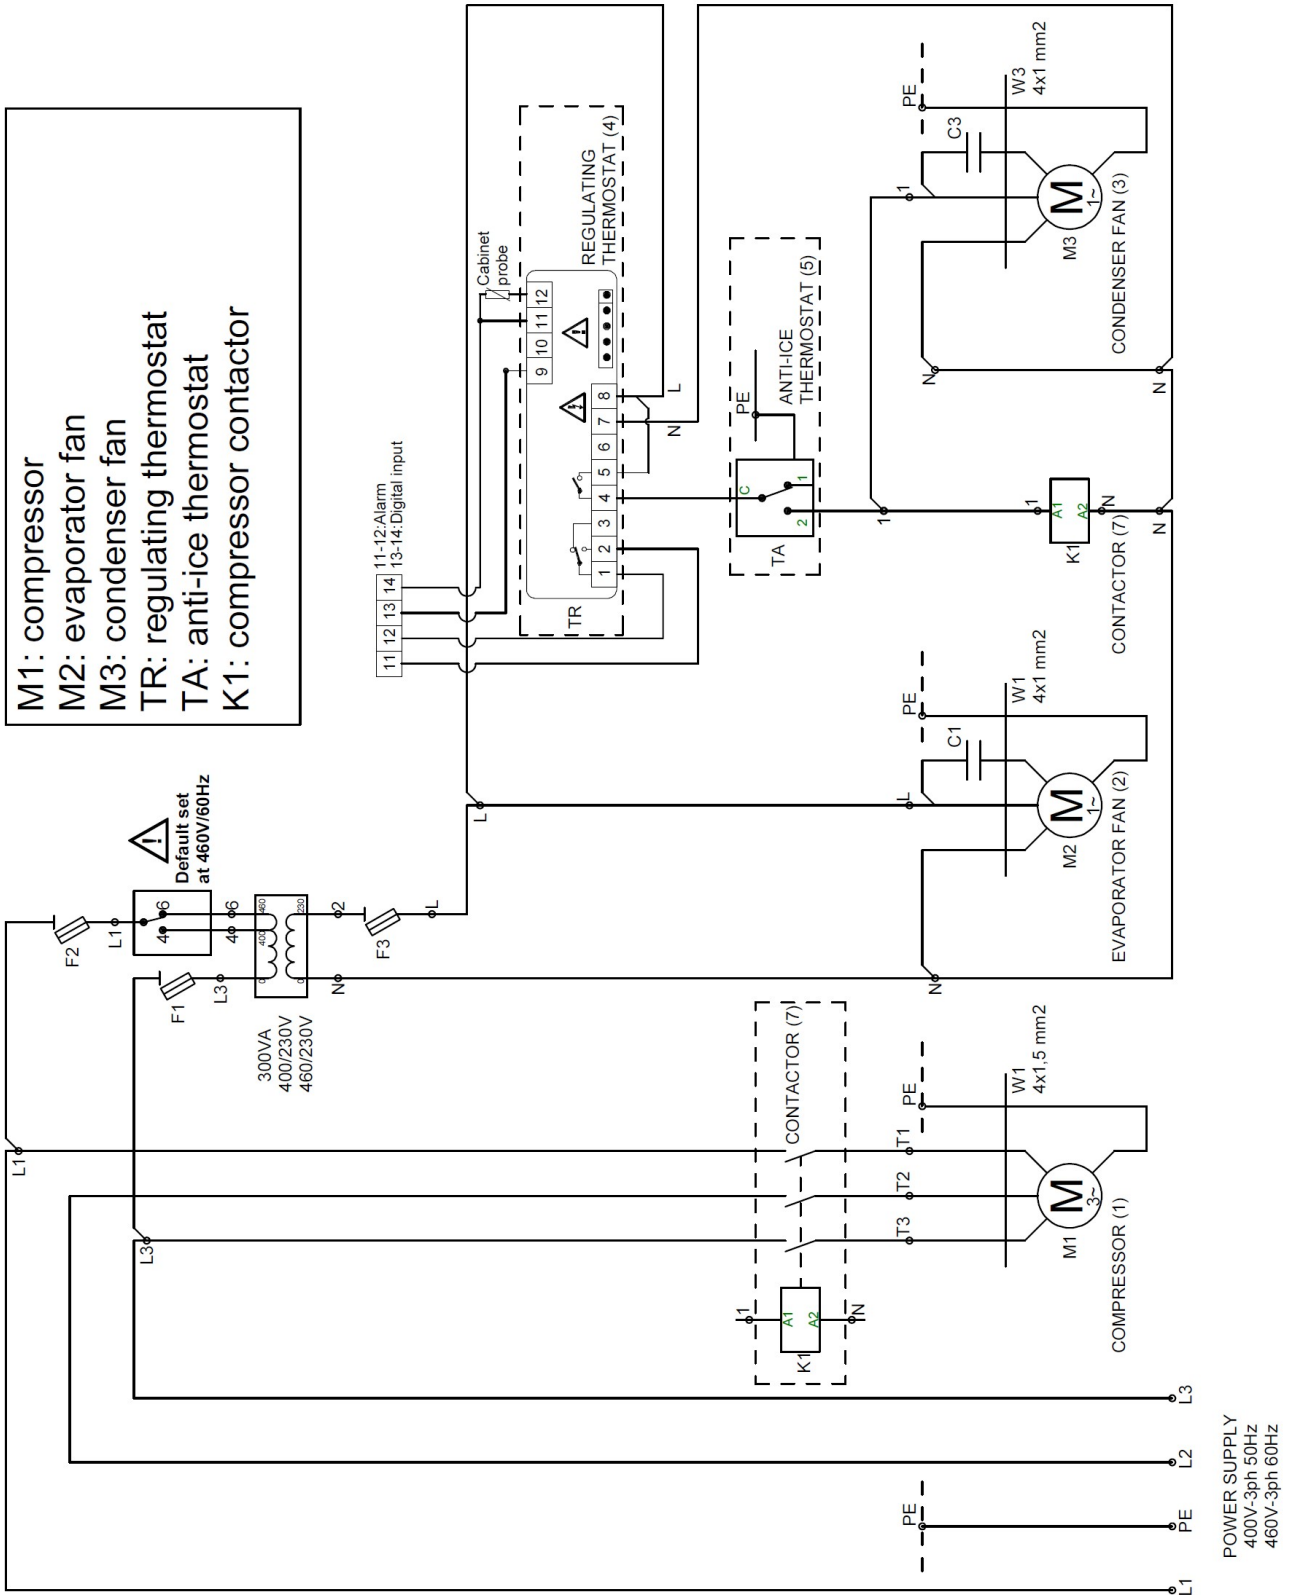 M1: compressor
M2: evaporator fan
M3: condenser fan
TR: regulating thermostat
TA: anti-ice thermostat
K1: compressor contactor
F2
L1
4
6
Default set
at 460V/60Hz
4
6
F1
L3
0
400
460
0
230
300VA
400/230V
460/230V
N
2
F3
L
L
11-12:Alarm
13-14:Digital input
11
12
13
14
Cabinet
probe
TR
REGULATING
THERMOSTAT (4)
9
10
11
12
1
2
3
4
5
6
7
8
L
N
TA
ANTI-ICE
THERMOSTAT (5)
PE
C
2
1
1
1
A1
A2
K1
N
N
CONTACTOR (7)
PE
C3
1
N
N
W3
4x1 mm2
M
1~
M3
CONDENSER FAN (3)
PE
C1
L
N
W1
4x1 mm2
M
1~
M2
EVAPORATOR FAN (2)
L1
L3
CONTACTOR (7)
1
A1
A2
K1
N
T3
T2
T1
PE
W1
4x1,5 mm2
M
3~
M1
COMPRESSOR (1)
PE
L1
PE
L2
L3
POWER SUPPLY
400V-3ph 50Hz
460V-3ph 60Hz